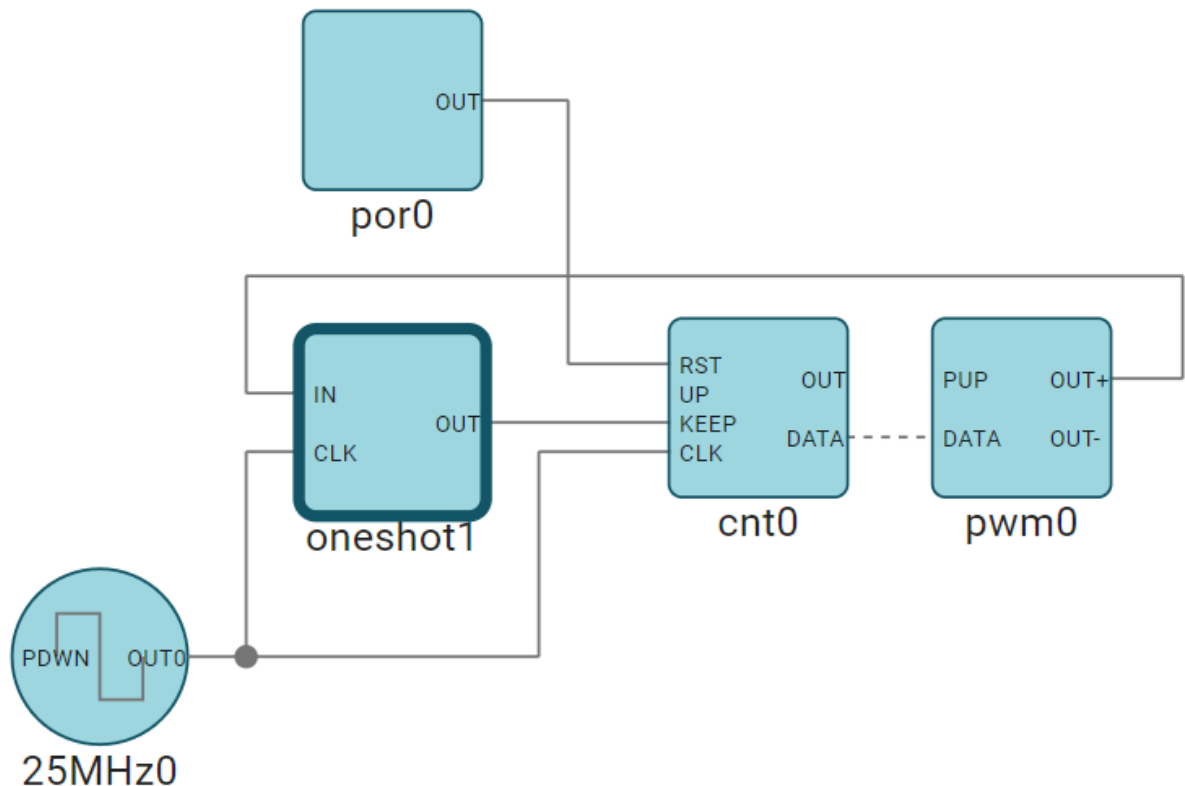 OUT
por0
IN
OUT
CLK
oneshot1
RST
UP
KEEP
CLK
OUT
DATA
cnt0
PUP
OUT+
DATA
OUT-
pwm0
PDWN
OUT0
25MHz0